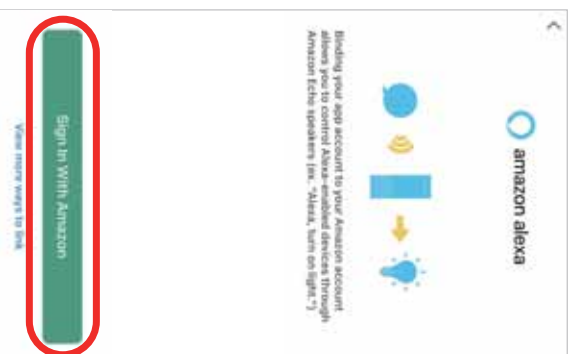 amazon alexa
Binding your app account to your Amazon account
allows you to control Alexa-enabled devices through
Amazon Echo speakers (ex. "Alexa, turn on light.")
Sign In With Amazon
View more ways to link